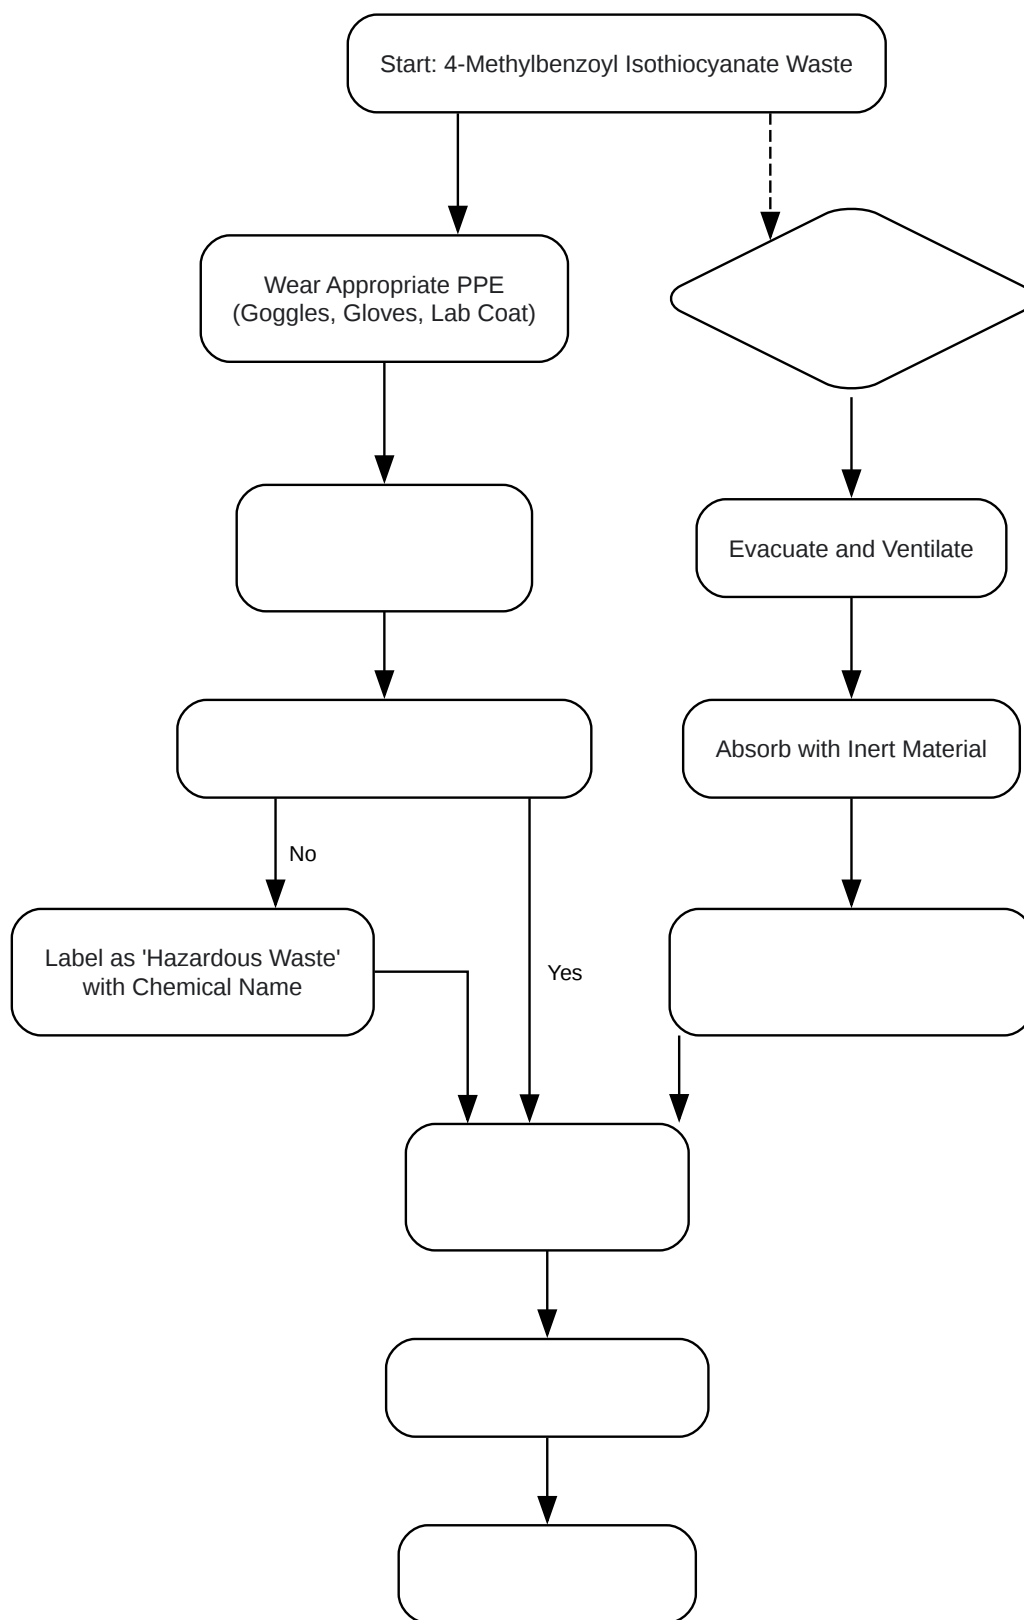 Start: 4-Methylbenzoyl Isothiocyanate Waste
Wear Appropriate PPE
(Goggles, Gloves, Lab Coat)
Evacuate and Ventilate
Absorb with Inert Material
No
Label as 'Hazardous Waste'
with Chemical Name
Yes